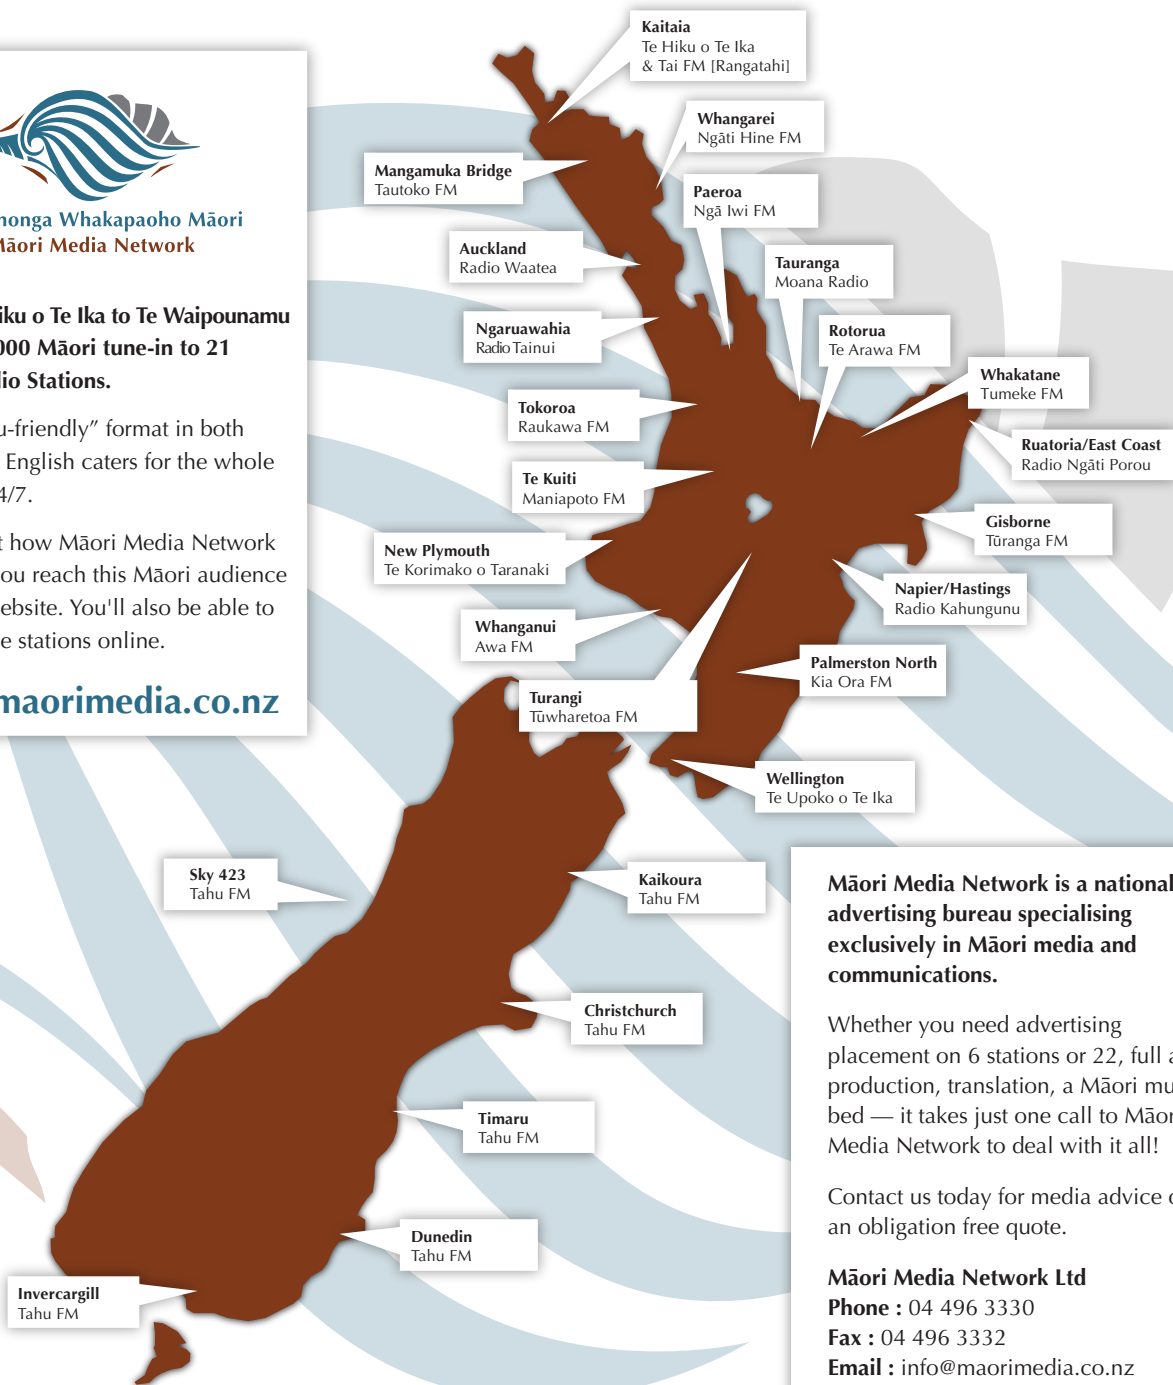 Kaitaia
Te Hiku o Te Ika
& Tai FM [Rangatahi]
Whangarei
Ngāti Hine FM
Mangamuka Bridge
Tautoko FM
Paeroa
Ngā Iwi FM
Auckland
Radio Waatea
Tauranga
Moana Radio
Ngaruawahia
Radio Tainui
Rotorua
Te Arawa FM
Whakatane
Tumeke FM
Tokoroa
Raukawa FM
Ruatoria/East Coast
Radio Ngāti Porou
Te Kuiti
Maniapoto FM
Gisborne
Tūranga FM
New Plymouth
Te Korimako o Taranaki
Napier/Hastings
Radio Kahungunu
Whanganui
Awa FM
Palmerston North
Kia Ora FM
Turangi
Tūwharetoa FM
Wellington
Te Upoko o Te Ika
Sky 423
Tahu FM
Kaikoura
Tahu FM
Christchurch
Tahu FM
Timaru
Tahu FM
Dunedin
Tahu FM
Invercargill
Tahu FM
Whakapaoho Māori
Māori Media Network
o Te Ika to Te Waipounamu
000 Māori tune-in to 21
Stations.
-friendly” format in both
English caters for the whole
4/7.
how Māori Media Network
you reach this Māori audience
website. You'll also be able to
stations online.
maorimedia.co.nz
Māori Media Network is a national
advertising bureau specialising
exclusively in Māori media and
communications.
Whether you need advertising
placement on 6 stations or 22, full
production, translation, a Māori
bed — it takes just one call to
Media Network to deal with it all!
Contact us today for media advice
an obligation free quote.
Māori Media Network Ltd
Phone : 04 496 3330
Fax : 04 496 3332
Email : info@maorimedia.co.nz